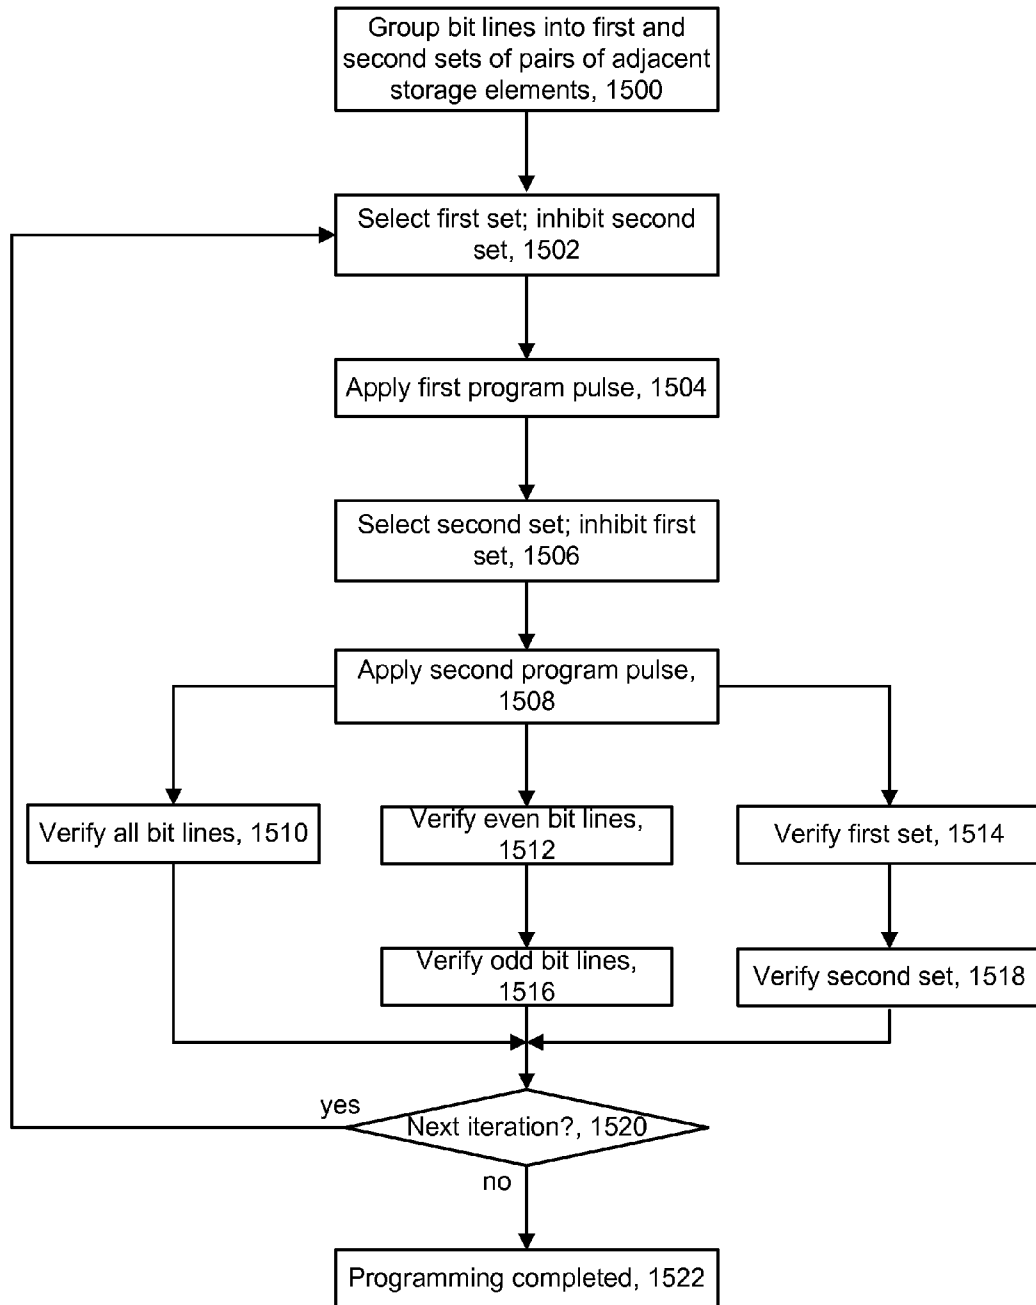 Group bit lines into first and
second sets of pairs of adjacent
storage elements, 1500
Select first set; inhibit second
set, 1502
Apply first program pulse, 1504
Select second set; inhibit first
set, 1506
Apply second program pulse,
1508
Verify all bit lines, 1510
Verify even bit lines,
1512
Verify first set, 1514
Verify odd bit lines,
1516
Verify second set, 1518
yes
Next iteration?, 1520
no
Programming completed, 1522